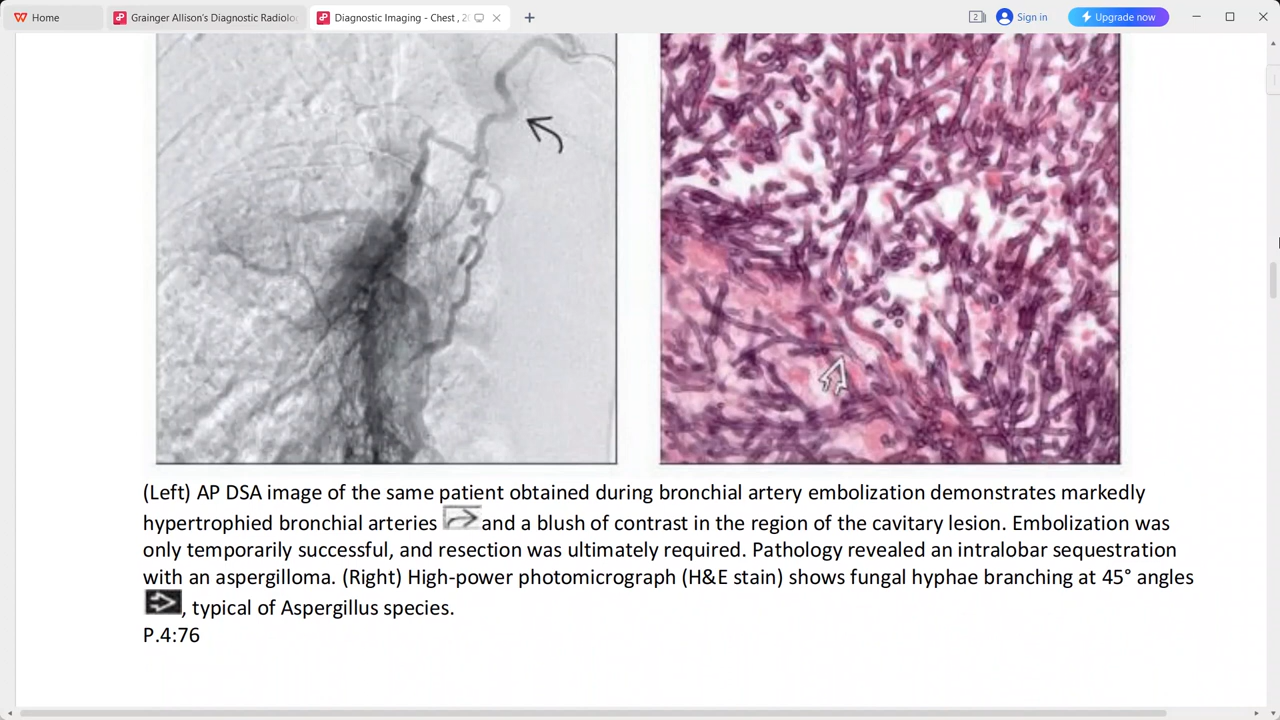 Home
Grainger Allison's Diagnostic Radiolo
Diagnostic Imaging - Chest , 2
2
Sign in
Upgrade now
(Left) AP DSA image of the same patient obtained during bronchial artery embolization demonstrates markedly
hypertrophied bronchial arteries and a blush of contrast in the region of the cavitary lesion. Embolization was
only temporarily successful, and resection was ultimately required. Pathology revealed an intralobar sequestration
with an aspergilloma. (Right) High-power photomicrograph (H&E stain) shows fungal hyphae branching at 45° angles
, typical of Aspergillus species.
P.4:76